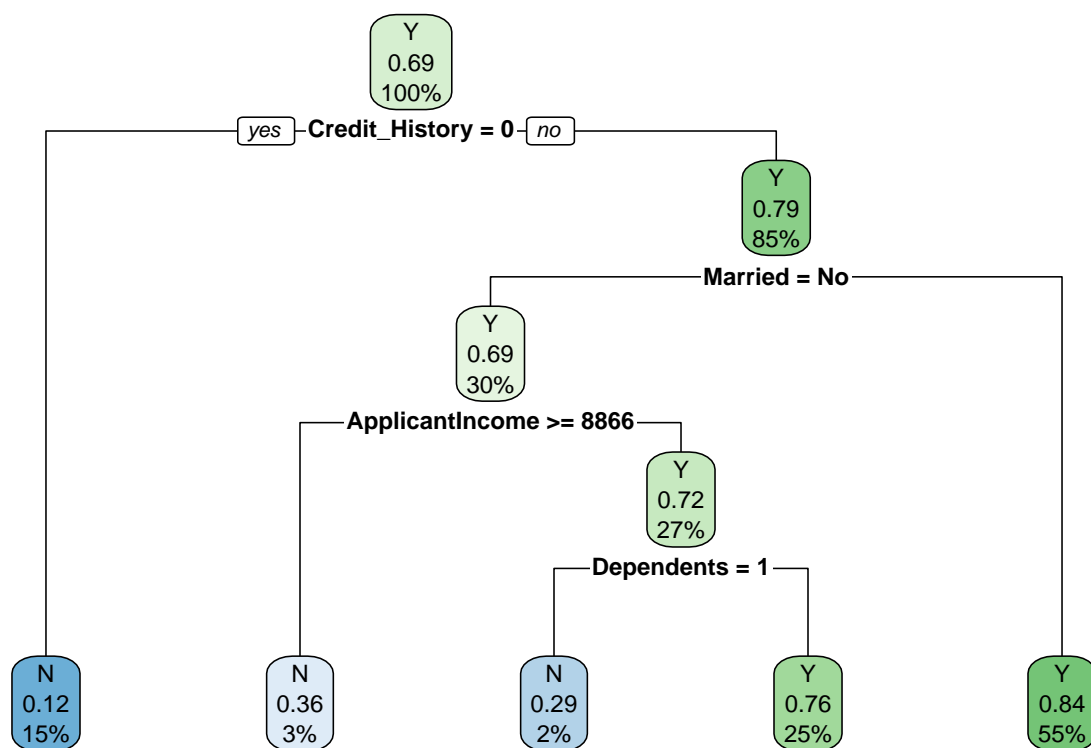 Y
0.69
100%
yes Credit_History = 0 no
Y
0.79
85%
Married = No
Y
0.69
30%
ApplicantIncome >= 8866
Y
0.72
27%
Dependents = 1
N
0.12
15%
N
0.36
3%
N
0.29
2%
Y
0.76
25%
Y
0.84
55%